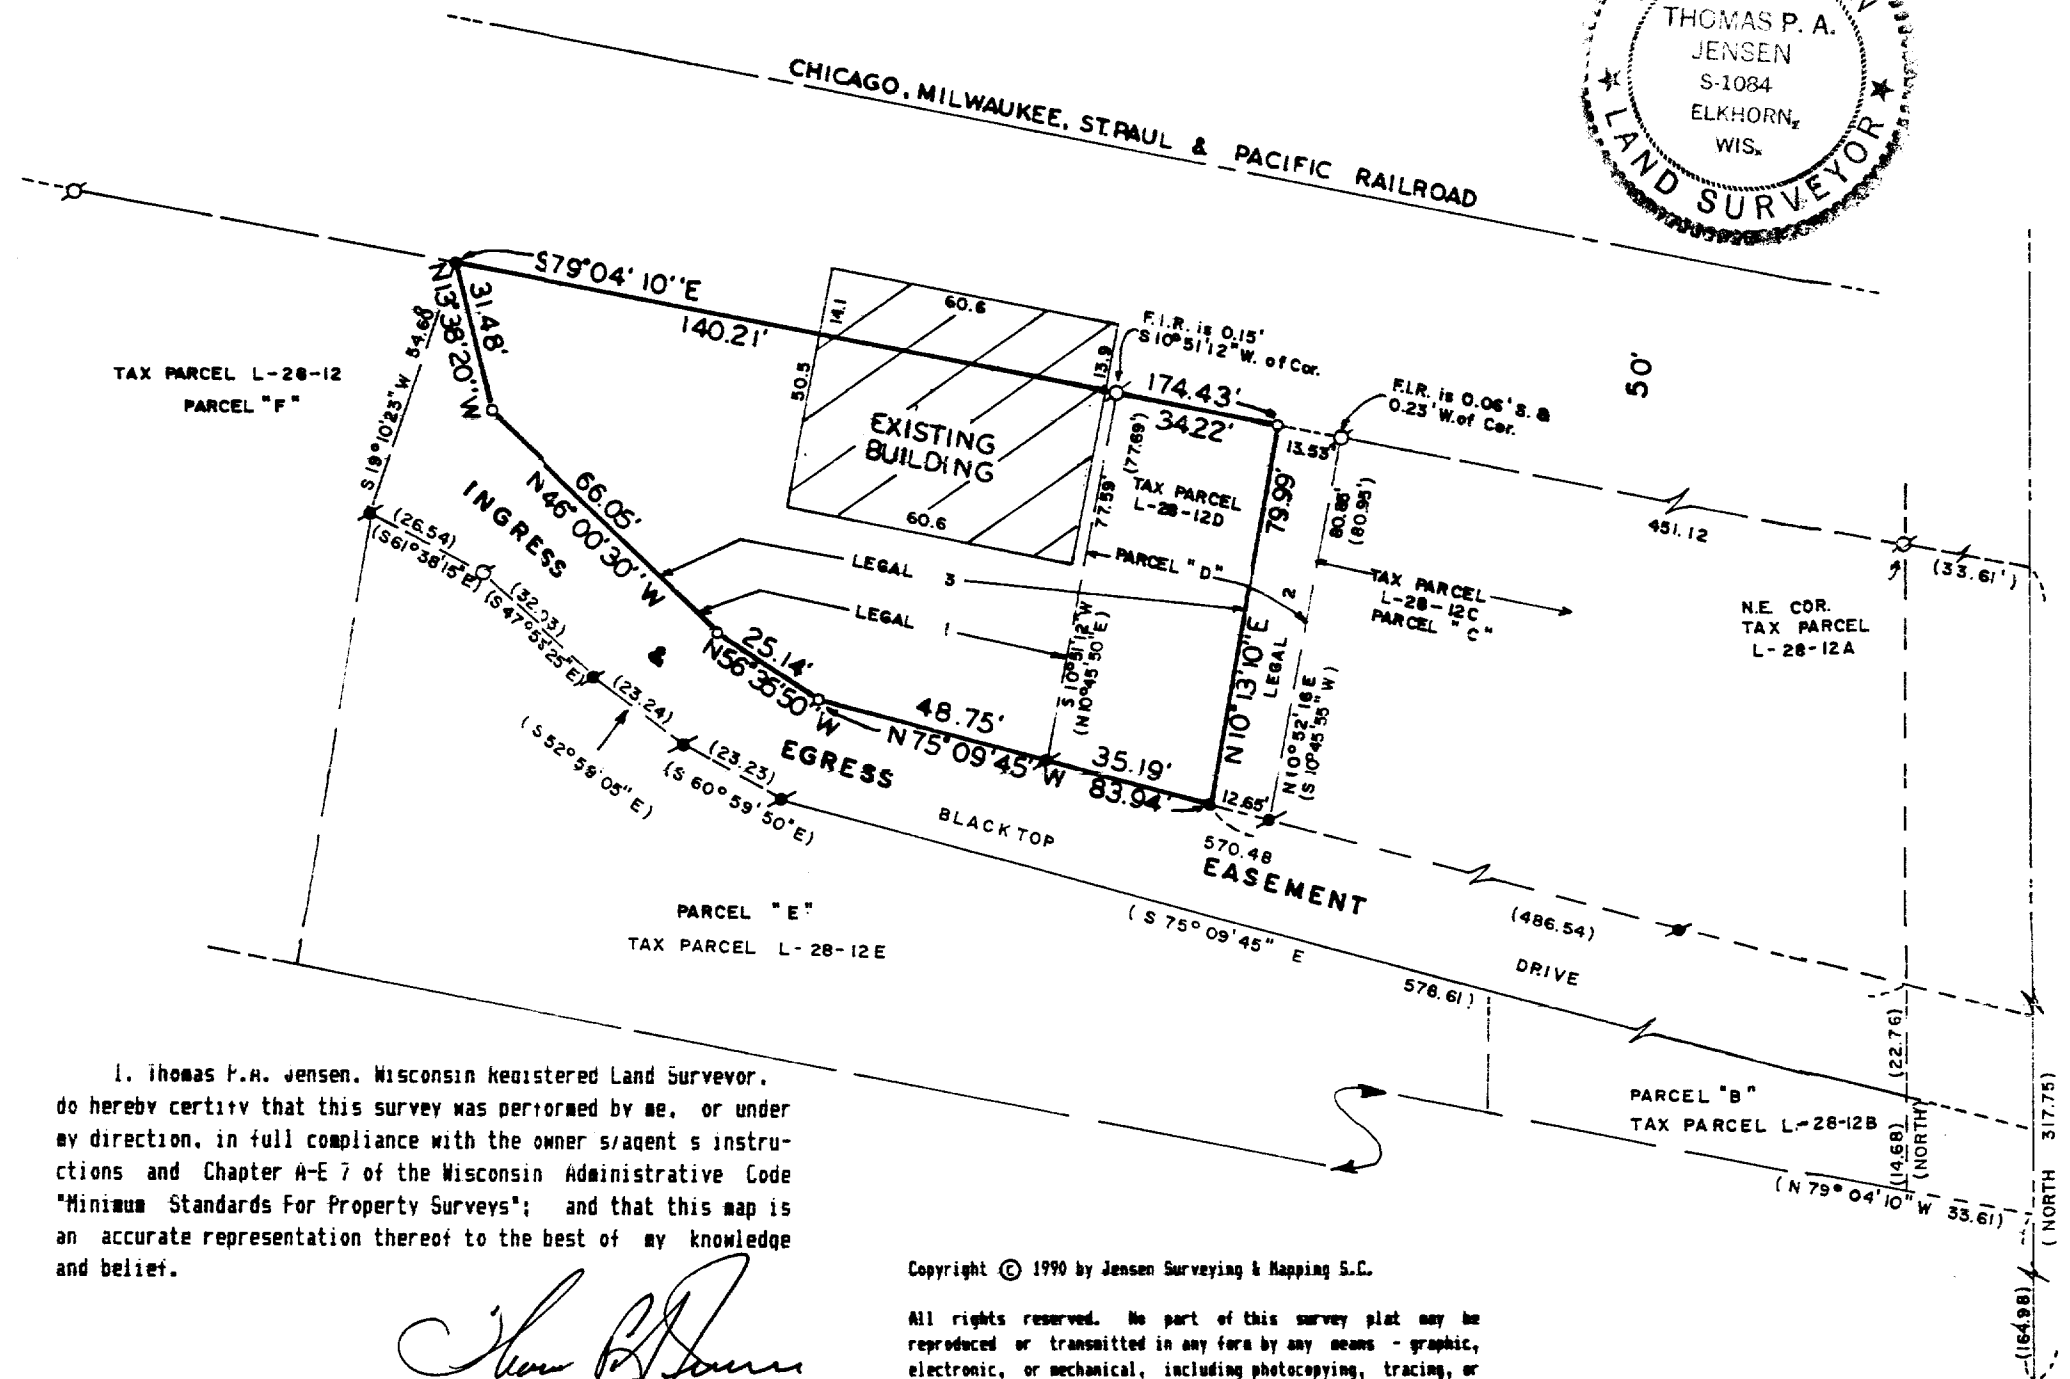 THOMAS P. A.
JENSEN
S-1084
ELKHORN,
WIS.
★ LAND SURVEYOR ★
CHICAGO, MILWAUKEE, ST. PAUL & PACIFIC RAILROAD
50'
S79°04'10"E
140.21'
N13°38'20"W
31.48'
S 19°10'23"W 54.68
TAX PARCEL L-28-12
PARCEL "F"
14.1
60.6
50.5
13.9
60.6
EXISTING
BUILDING
F.I.R. is 0.15'
S10°51'12"W. of Cor.
174.43'
34.22'
F.I.R. is 0.06'S. &
0.23'W. of Cor.
13.53'
77.59'
(77.69')
TAX PARCEL
L-28-12D
79.99'
80.85'
(80.95')
451.12
(33.61')
N.E. COR.
TAX PARCEL
L-28-12A
66.05'
N46°00'30"W
INGRESS
&
EGRESS
(26.54)
(S61°38'15"E)
(32.03)
(S47°53'25"E)
(23.24)
(S52°59'05"E)
(23.23)
(S 60°59'50"E)
25.14'
N56°36'50"W
LEGAL 3
LEGAL 1
PARCEL "D"
S 10°51'12"W
(N10°45'50"E)
N10°13'10"E
LEGAL 2
N10°52'16E
(S 10°45'55"W)
TAX PARCEL
L-28-12C
PARCEL "C"
48.75'
N75°09'45"W
35.19'
83.94'
12.65'
570.48
EASEMENT
BLACKTOP
DRIVE
(486.54)
( S 75°09'45" E
578.61)
PARCEL "E"
TAX PARCEL L-28-12E
PARCEL "B"
TAX PARCEL L-28-12B
(22.76)
(14.68)
(NORTH)
(N 79°04'10"W 33.61)
(NORTH 317.75)
(164.98)
I. Thomas P.A. Jensen. Wisconsin Registered Land Surveyor.
do hereby certify that this survey was performed by me, or under
my direction, in full compliance with the owner s/agent s instru-
ctions and Chapter A-E 7 of the Wisconsin Administrative Code
"Minimum Standards For Property Surveys"; and that this map is
an accurate representation thereof to the best of my knowledge
and belief.
Copyright © 1990 by Jensen Surveying & Mapping S.C.
All rights reserved. No part of this survey plat may be
reproduced or transmitted in any form by any means - graphic,
electronic, or mechanical, including photocopying, tracing, or